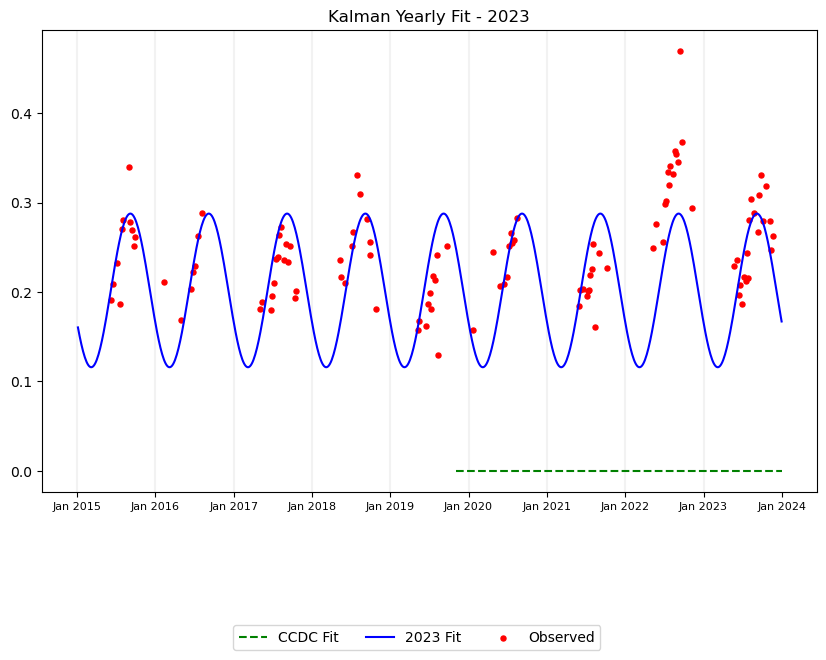 Kalman Yearly Fit - 2023
0.4
0.3
0.2
0.1
0.0
Jan 2015 Jan 2016 Jan 2017 Jan 2018 Jan 2019 Jan 2020 Jan 2021 Jan 2022 Jan 2023 Jan 2024
CCDC Fit 2023 Fit Observed